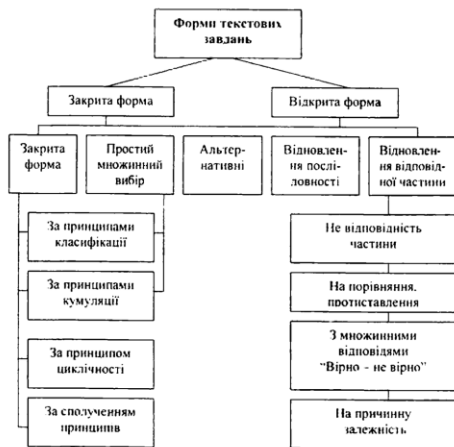 Форми текстових
завдань
Закрита форма
Відкрита форма
Закрита
форма
Простий
множинний
вибір
Альтер-
нативні
Відновлен-
ня послі-
довності
Відновлен-
ня відповід-
ної частини
За принципами
класифікації
За принципами
кумуляції
За принципом
циклічності
За сполученням
принципів
Не відповідність
частини
На порівняння,
протиставлення
З множинними
відповідями
"Вірно - не вірно"
На причинну
залежність